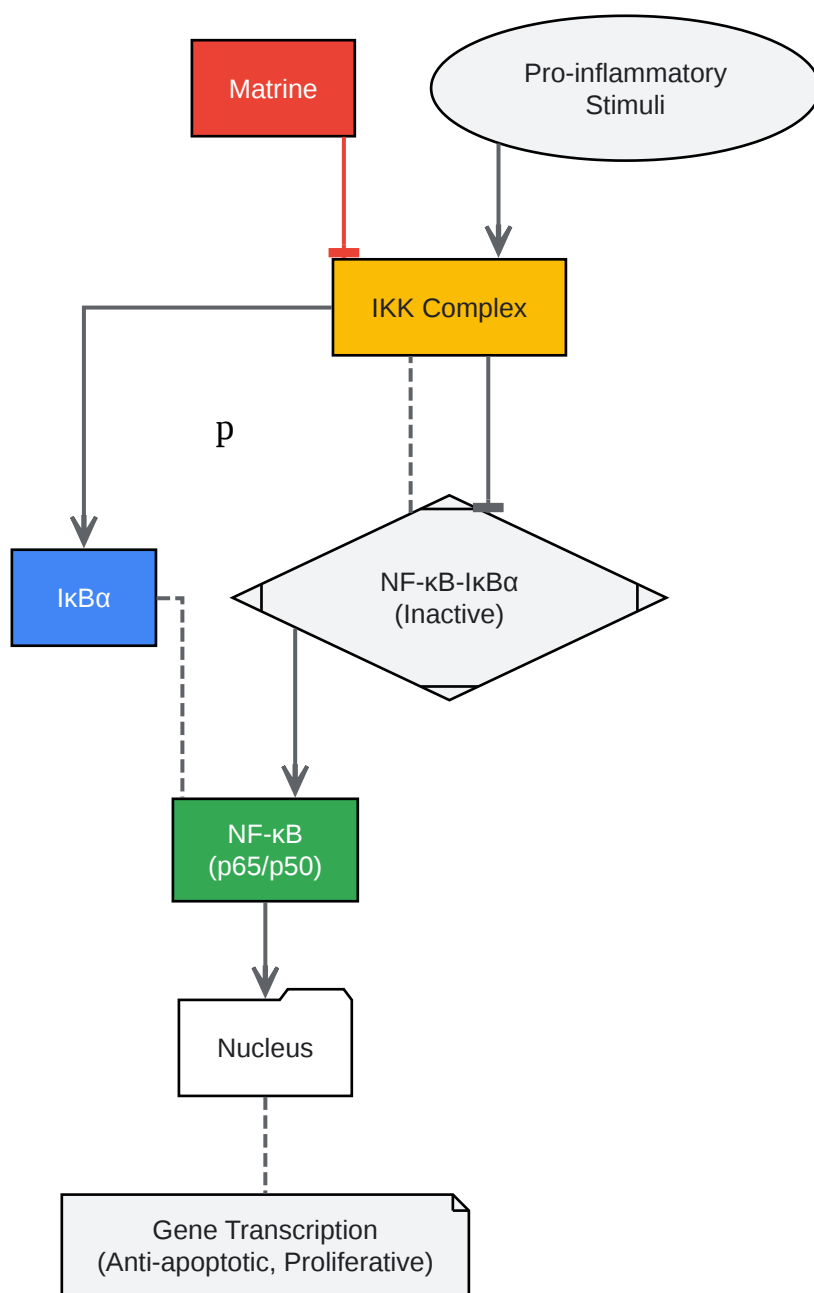 Matrine
Pro-inflammatory
Stimuli
IKK Complex
p
IκBα
NF-κB-IκBα
(Inactive)
NF-κB
(p65/p50)
Nucleus
Gene Transcription
(Anti-apoptotic, Proliferative)